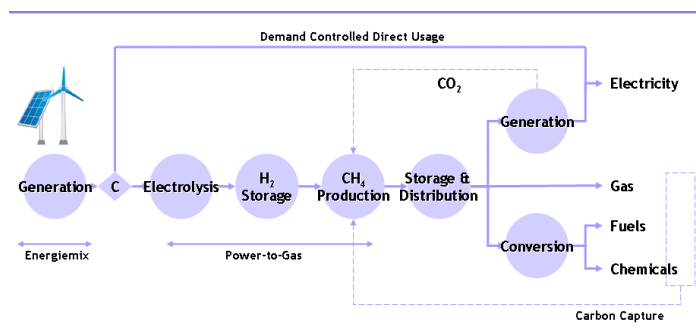 Demand Controlled Direct Usage
CO₂
Electricity
Generation
Generation
C
Electrolysis
H₂
Storage
CH₄
Production
Storage &
Distribution
Gas
Fuels
Conversion
Chemicals
Energiemix
Power-to-Gas
Carbon Capture